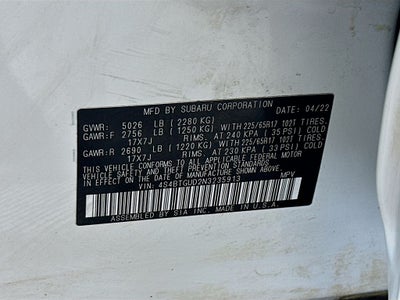 MFD. BY SUBARU CORPORATION DATE: 04/22
GVWR: 5026 LB (2280 KG)
GAWR:F 2756 LB (1250 KG) WITH 225/65R17 102T TIRES,
17X7J RIMS, AT 240 KPA (35 PSI) COLD
GAWR:R 2690 LB (1220 KG) WITH 225/65R17 102T TIRES,
17X7J RIMS, AT 230 KPA (33 PSI) COLD
THIS VEHICLE CONFORMS TO ALL APPLICABLE FEDERAL MOTOR
VEHICLE SAFETY AND THEFT PREVENTION STANDARDS
IN EFFECT ON THE DATE OF MANUFACTURE SHOWN ABOVE.
VIN: 4S4BTGUD2N3235913 MPV
ASSEMBLED BY SIA INC. MADE IN U.S.A.